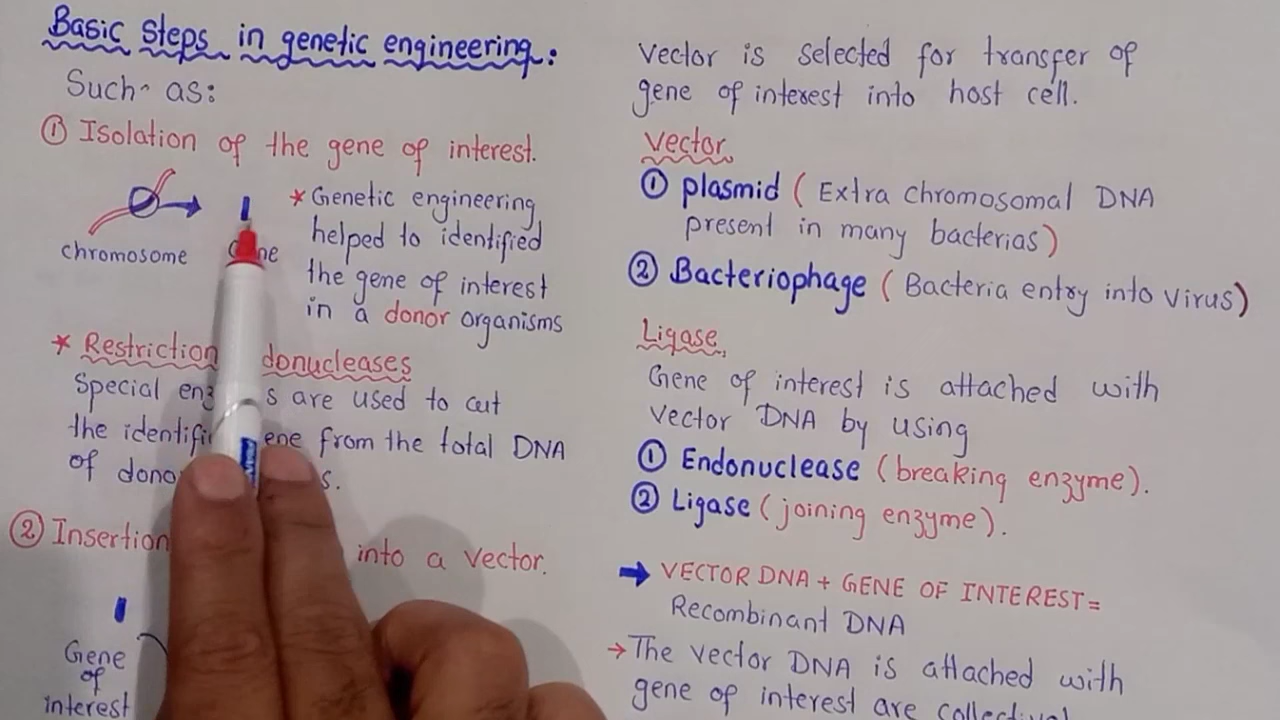 Basic Steps in genetic engineering:
Such as:
① Isolation of the gene of interest.
chromosome
* Genetic engineering
helped to identified
the gene of interest
in a donor organisms
* Restriction
Special are used to cut
the from the total DNA
of
② Insertion into a vector.
Gene
of
interest
Vector is selected for transfer of
gene of interest into host cell.
Vector
① plasmid (Extra chromosomal DNA
present in many bacterias)
② Bacteriophage (Bacteria entry into virus)
Ligase
Gene of interest is attached with
vector DNA by using
① Endonuclease (breaking enzyme).
② Ligase (joining enzyme).
➡ VECTOR DNA + GENE OF INTEREST=
Recombinant DNA
→ The vector DNA is attached with
gene of interest are